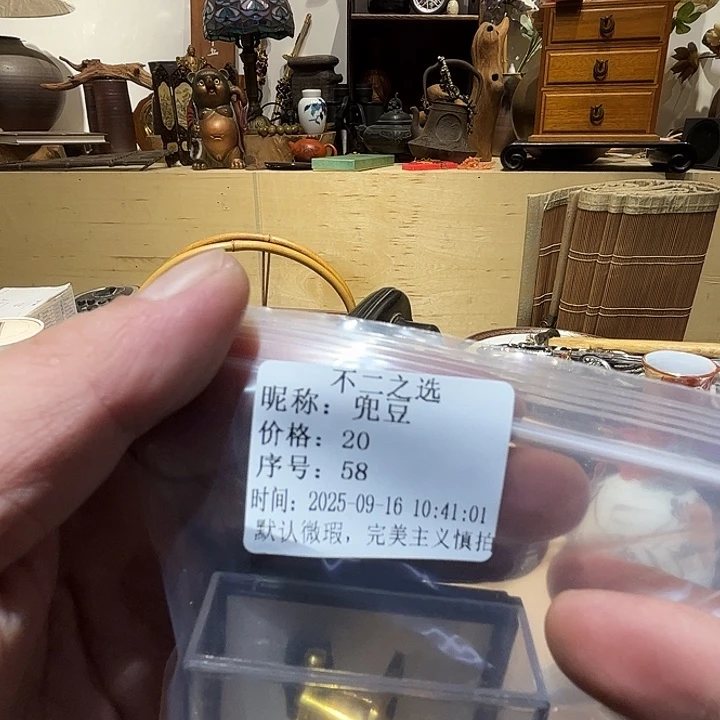 不二之选
昵称：兜豆
价格：20
序号：58
时间：2025-09-16 10:41:01
默认微瑕，完美主义慎拍